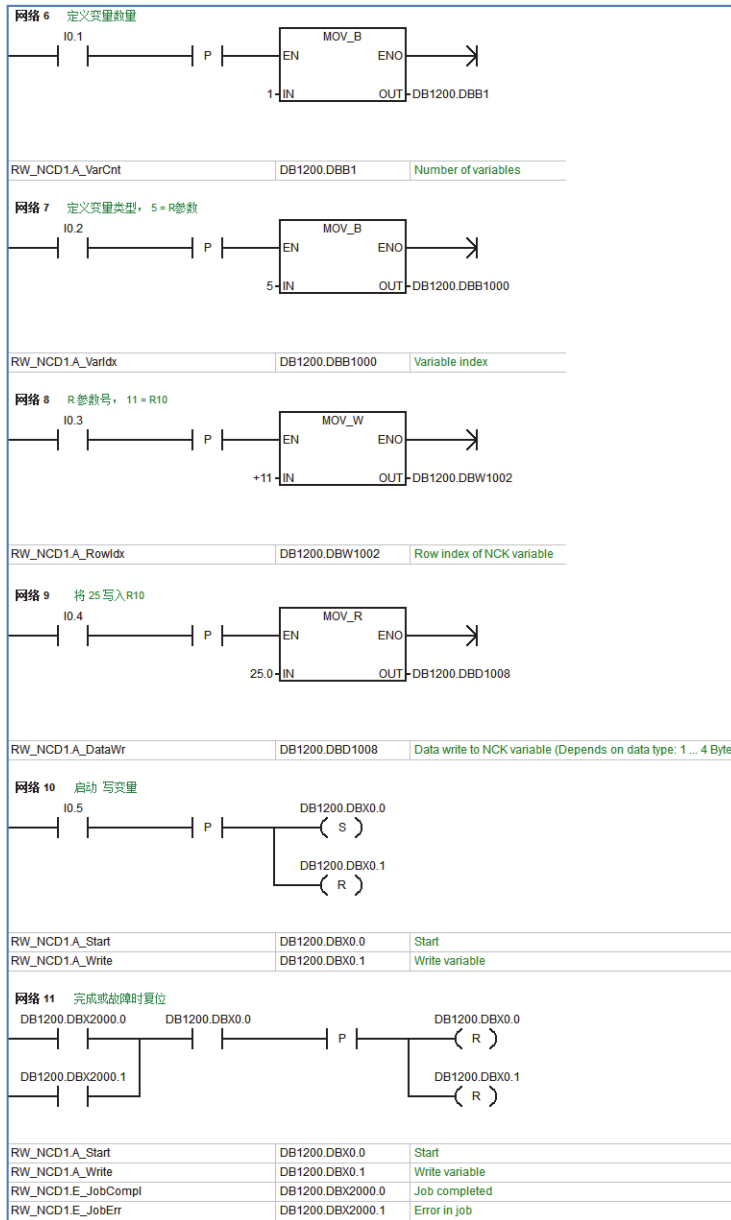 网络 6 定义变量数量
I0.1
P
MOV_B
EN ENO
1 IN OUT DB1200.DBB1
RW_NCD1.A_VarCnt DB1200.DBB1 Number of variables
网络 7 定义变量类型，5 = R参数
I0.2
P
MOV_B
EN ENO
5 IN OUT DB1200.DBB1000
RW_NCD1.A_VarIdx DB1200.DBB1000 Variable index
网络 8 R 参数号，11 = R10
I0.3
P
MOV_W
EN ENO
+11 IN OUT DB1200.DBW1002
RW_NCD1.A_RowIdx DB1200.DBW1002 Row index of NCK variable
网络 9 将 25 写入R10
I0.4
P
MOV_R
EN ENO
25.0 IN OUT DB1200.DBD1008
RW_NCD1.A_DataWr DB1200.DBD1008 Data write to NCK variable (Depends on data type: 1 ... 4 Byte
网络 10 启动 写变量
I0.5 DB1200.DBX0.0
P S
DB1200.DBX0.1
R
RW_NCD1.A_Start DB1200.DBX0.0 Start
RW_NCD1.A_Write DB1200.DBX0.1 Write variable
网络 11 完成或故障时复位
DB1200.DBX2000.0 DB1200.DBX0.0 DB1200.DBX0.0
P R
DB1200.DBX2000.1 DB1200.DBX0.1
R
RW_NCD1.A_Start DB1200.DBX0.0 Start
RW_NCD1.A_Write DB1200.DBX0.1 Write variable
RW_NCD1.E_JobCompl DB1200.DBX2000.0 Job completed
RW_NCD1.E_JobErr DB1200.DBX2000.1 Error in job